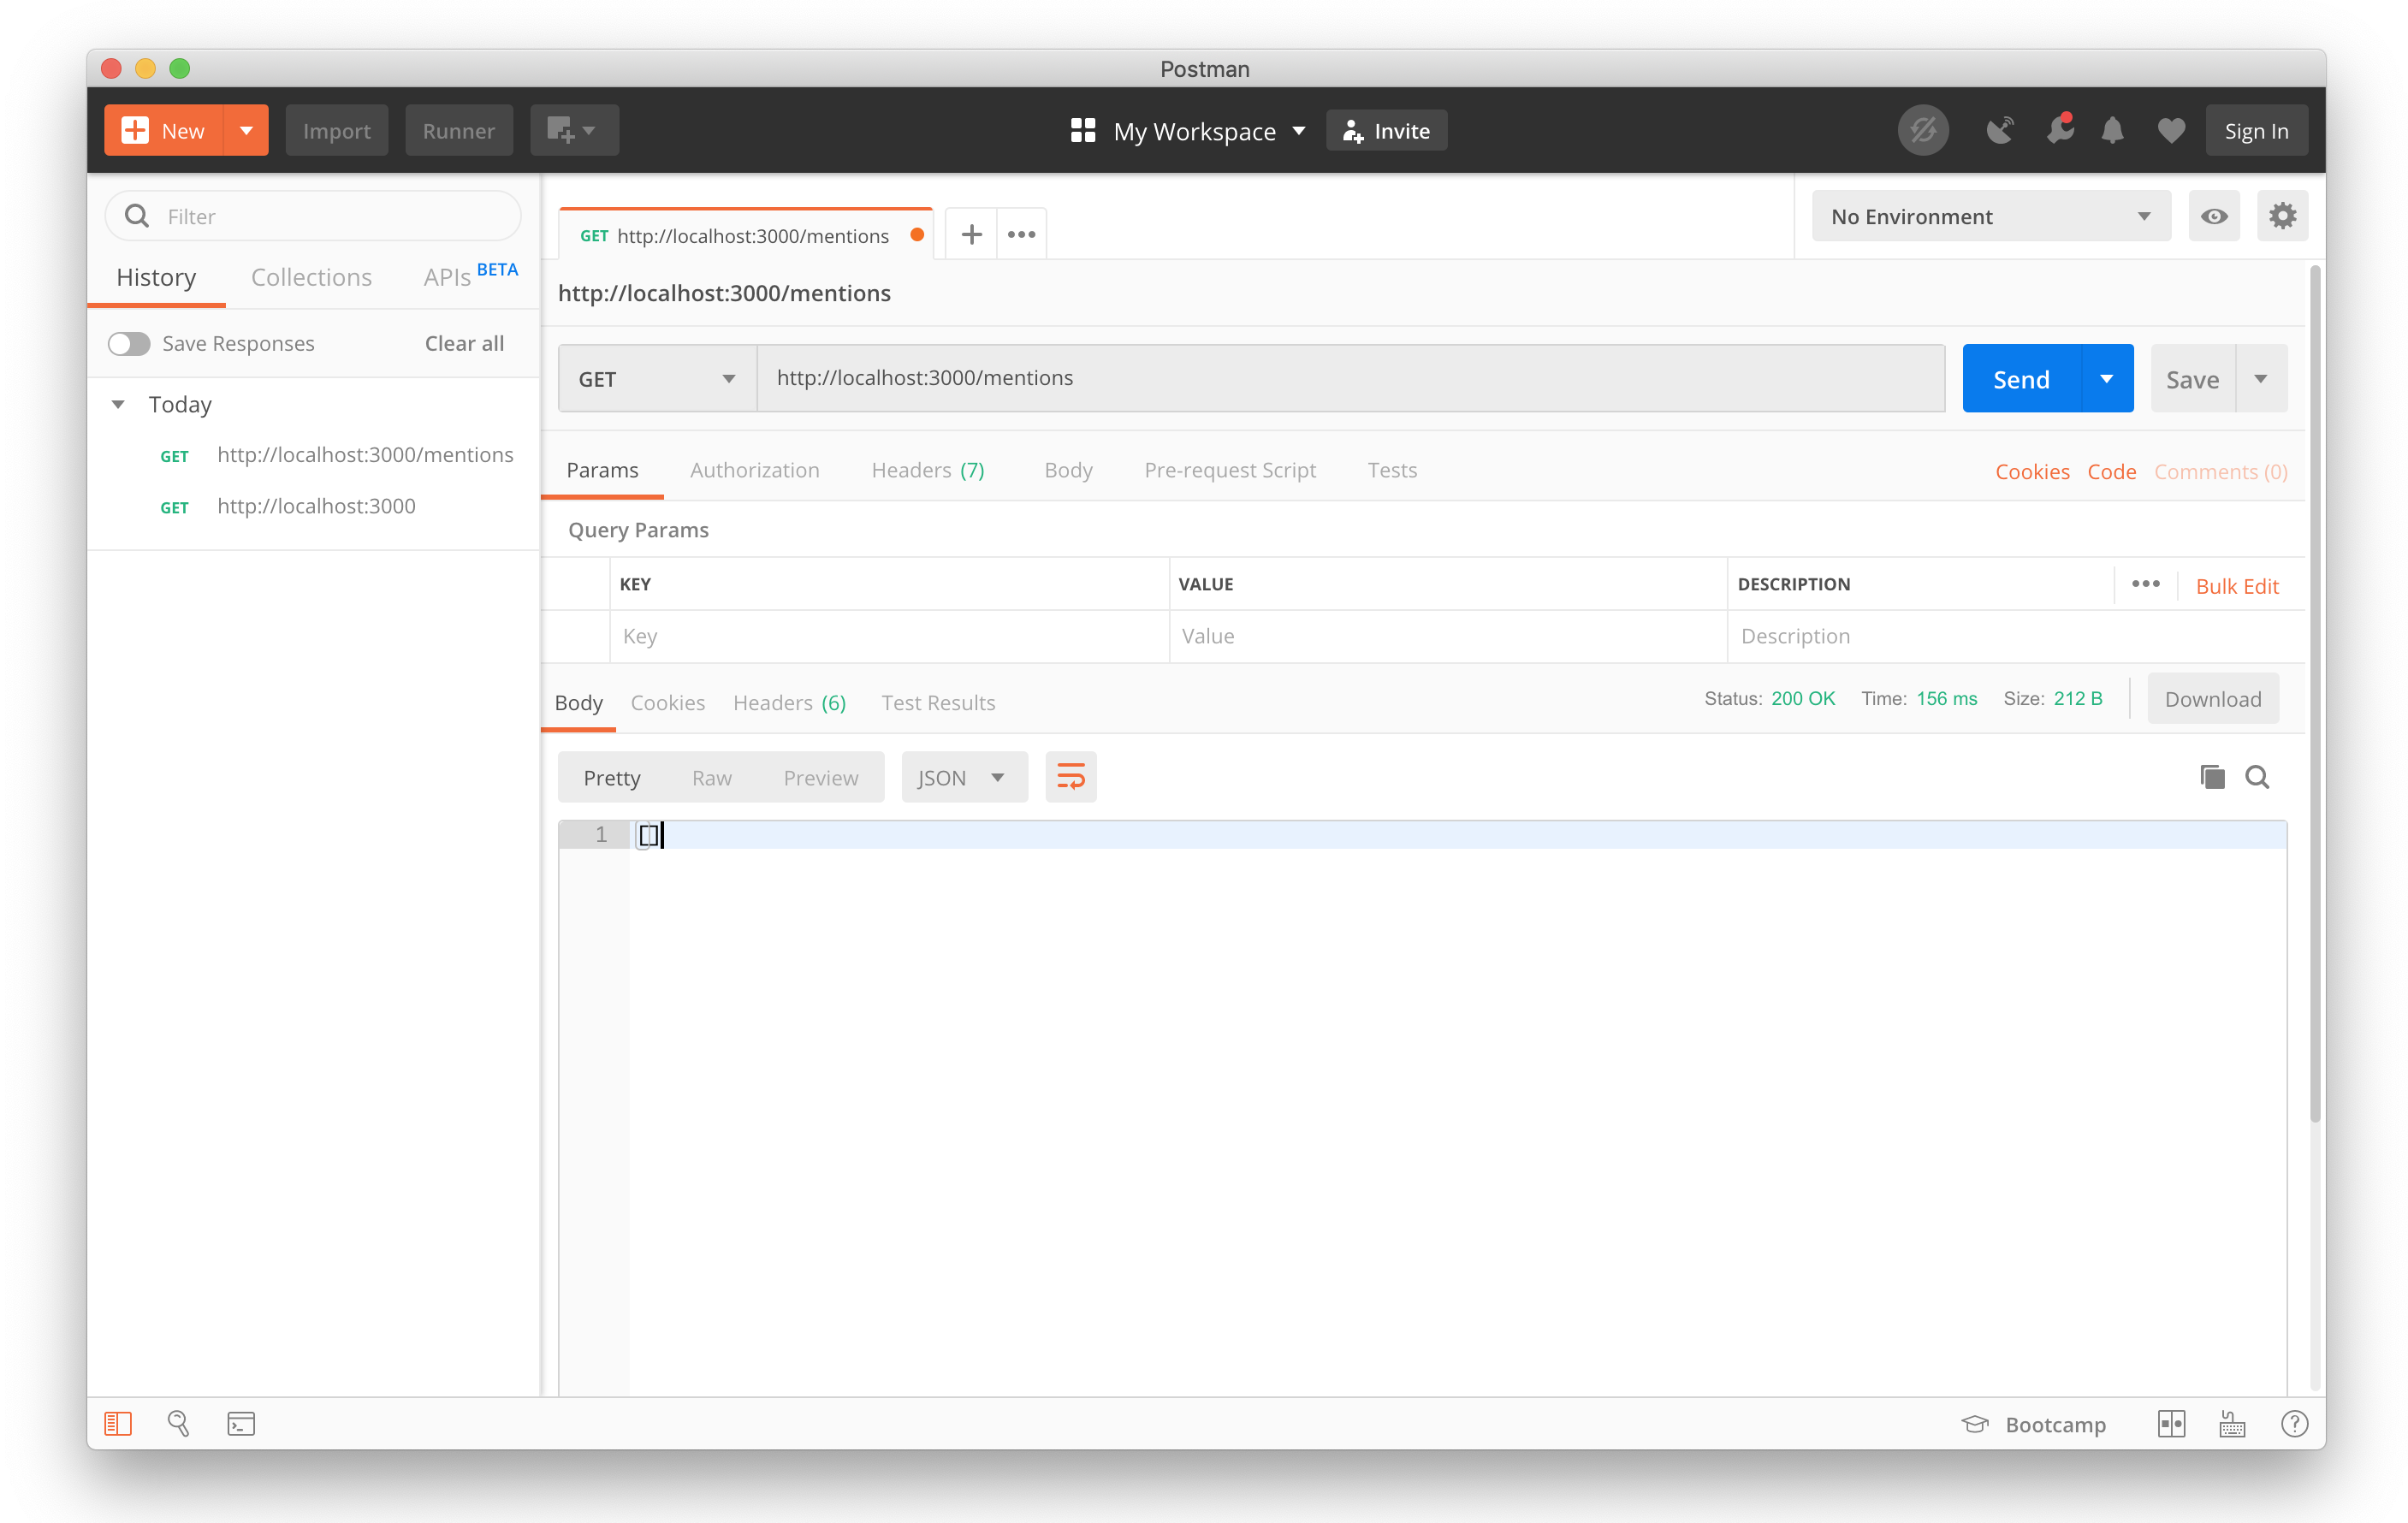 Postman
New Import Runner My Workspace Invite Sign In
Filter
History Collections APIs BETA
Save Responses Clear all
Today
GET http://localhost:3000/mentions
GET http://localhost:3000
GET http://localhost:3000/mentions
No Environment
http://localhost:3000/mentions
GET http://localhost:3000/mentions Send Save
Params Authorization Headers (7) Body Pre-request Script Tests Cookies Code Comments (0)
Query Params
KEY VALUE DESCRIPTION Bulk Edit
Key Value Description
Body Cookies Headers (6) Test Results Status: 200 OK Time: 156 ms Size: 212 B Download
Pretty Raw Preview JSON
1 []
Bootcamp